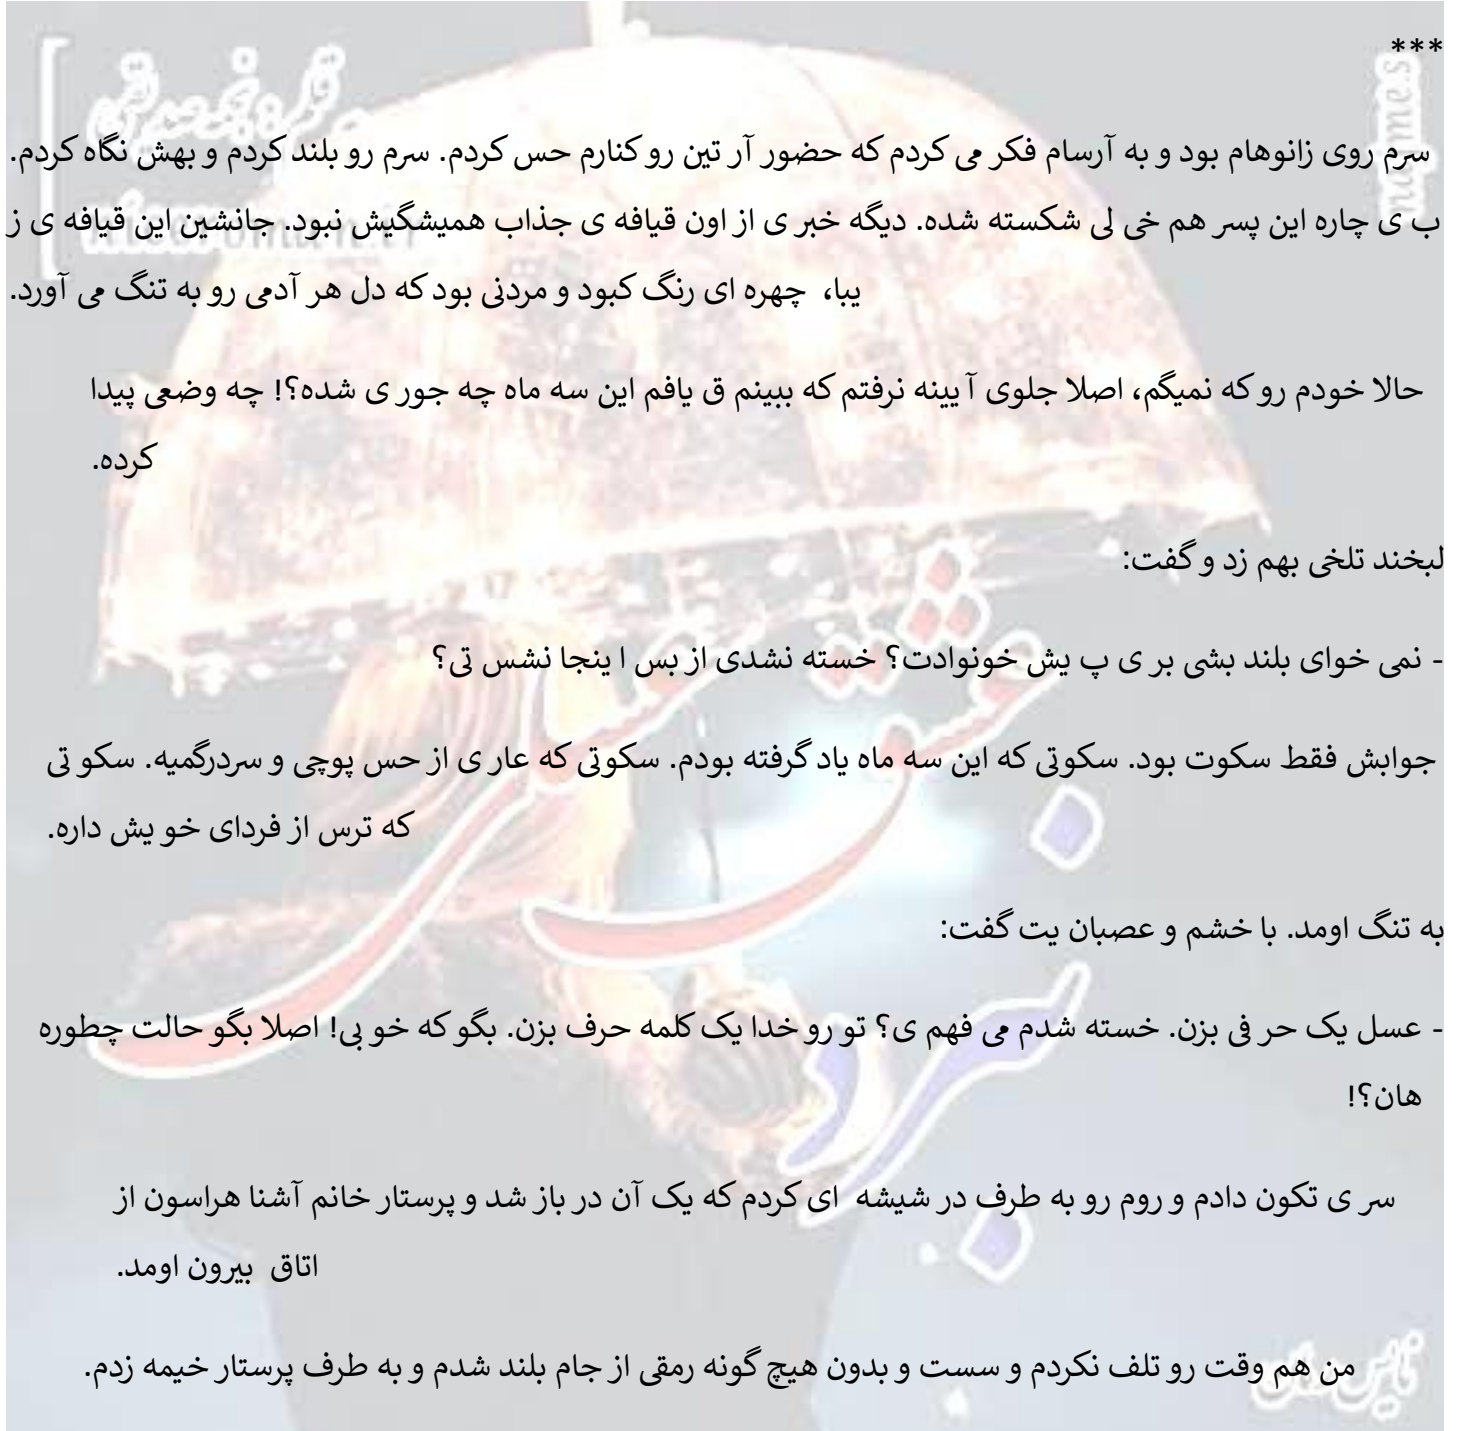 ***
سرم روی زانوهام بود و به آرسام فکر می کردم که حضور آر تین رو کنارم حس کردم. سرم رو بلند کردم و بهش نگاه کردم.
ب ی چاره این پسر هم خی لی شکسته شده. دیگه خبر ی از اون قیافه ی جذاب همیشگیش نبود. جانشین این قیافه ی ز
یبا، چهره ای رنگ کبود و مردنی بود که دل هر آدمی رو به تنگ می آورد.
حالا خودم رو که نمیگم، اصلا جلوی آ یینه نرفتم که ببینم ق یافم این سه ماه چه جور ی شده؟! چه وضعی پیدا
کرده.
لبخند تلخی بهم زد و گفت:
- نمی خوای بلند بشی بر ی پ یش خونوادت؟ خسته نشدی از بس ا ینجا نشس تی؟
جوابش فقط سکوت بود. سکوتی که این سه ماه یاد گرفته بودم. سکوتی که عار ی از حس پوچی و سردرگمیه. سکو تی
که ترس از فردای خو یش داره.
به تنگ اومد. با خشم و عصبان یت گفت:
- عسل یک حر فی بزن. خسته شدم می فهم ی؟ تو رو خدا یک کلمه حرف بزن. بگو که خو بی! اصلا بگو حالت چطوره
هان؟!
سر ی تکون دادم و روم رو به طرف در شیشه ای کردم که یک آن در باز شد و پرستار خانم آشنا هراسون از
اتاق بیرون اومد.
من هم وقت رو تلف نکردم و سست و بدون هیچ گونه رمقی از جام بلند شدم و به طرف پرستار خیمه زدم.